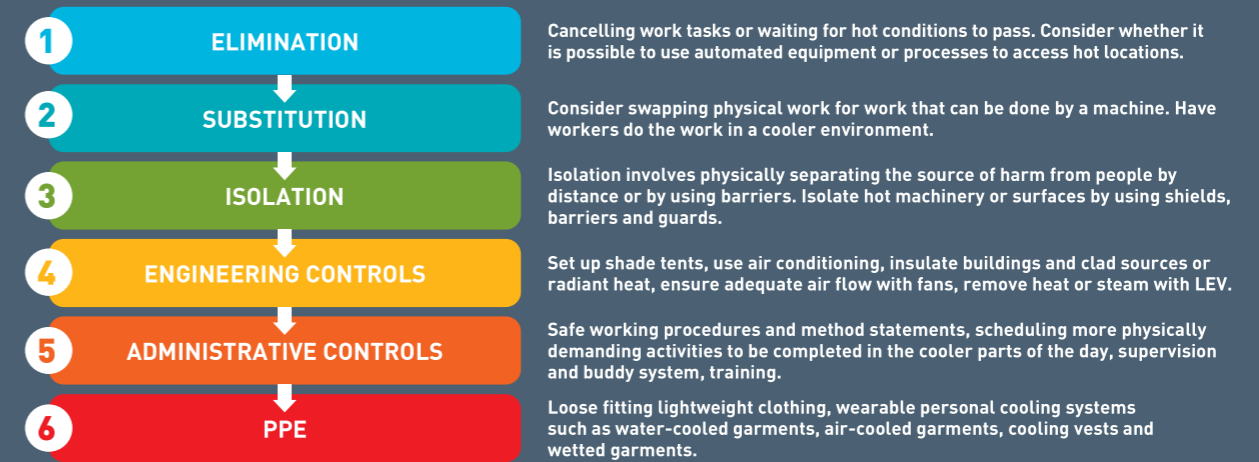 1
ELIMINATION
Cancelling work tasks or waiting for hot conditions to pass. Consider whether it
is possible to use automated equipment or processes to access hot locations.
2
SUBSTITUTION
Consider swapping physical work for work that can be done by a machine. Have
workers do the work in a cooler environment.
3
ISOLATION
Isolation involves physically separating the source of harm from people by
distance or by using barriers. Isolate hot machinery or surfaces by using shields,
barriers and guards.
4
ENGINEERING CONTROLS
Set up shade tents, use air conditioning, insulate buildings and clad sources or
radiant heat, ensure adequate air flow with fans, remove heat or steam with LEV.
5
ADMINISTRATIVE CONTROLS
Safe working procedures and method statements, scheduling more physically
demanding activities to be completed in the cooler parts of the day, supervision
and buddy system, training.
6
PPE
Loose fitting lightweight clothing, wearable personal cooling systems
such as water-cooled garments, air-cooled garments, cooling vests and
wetted garments.